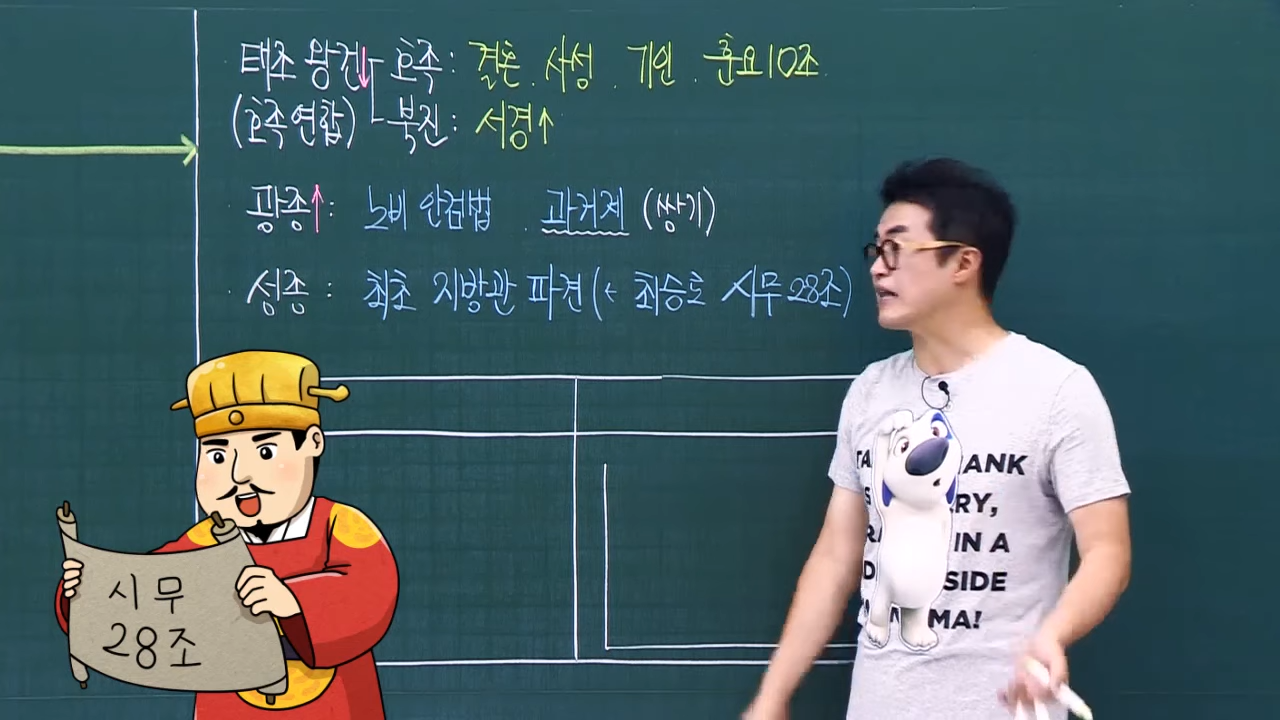 태조 왕건↓ 호족 : 결혼 . 사성 . 기인 . 훈요10조
(호족연합) 북진 : 서경↑
광종↑ : 노비안검법 . 과거제 (쌍기)
성종 : 최초 지방관 파견 (← 최승로 시무28조)
시무
28조
TA ANK
S RY,
IN A
D SIDE
MA!